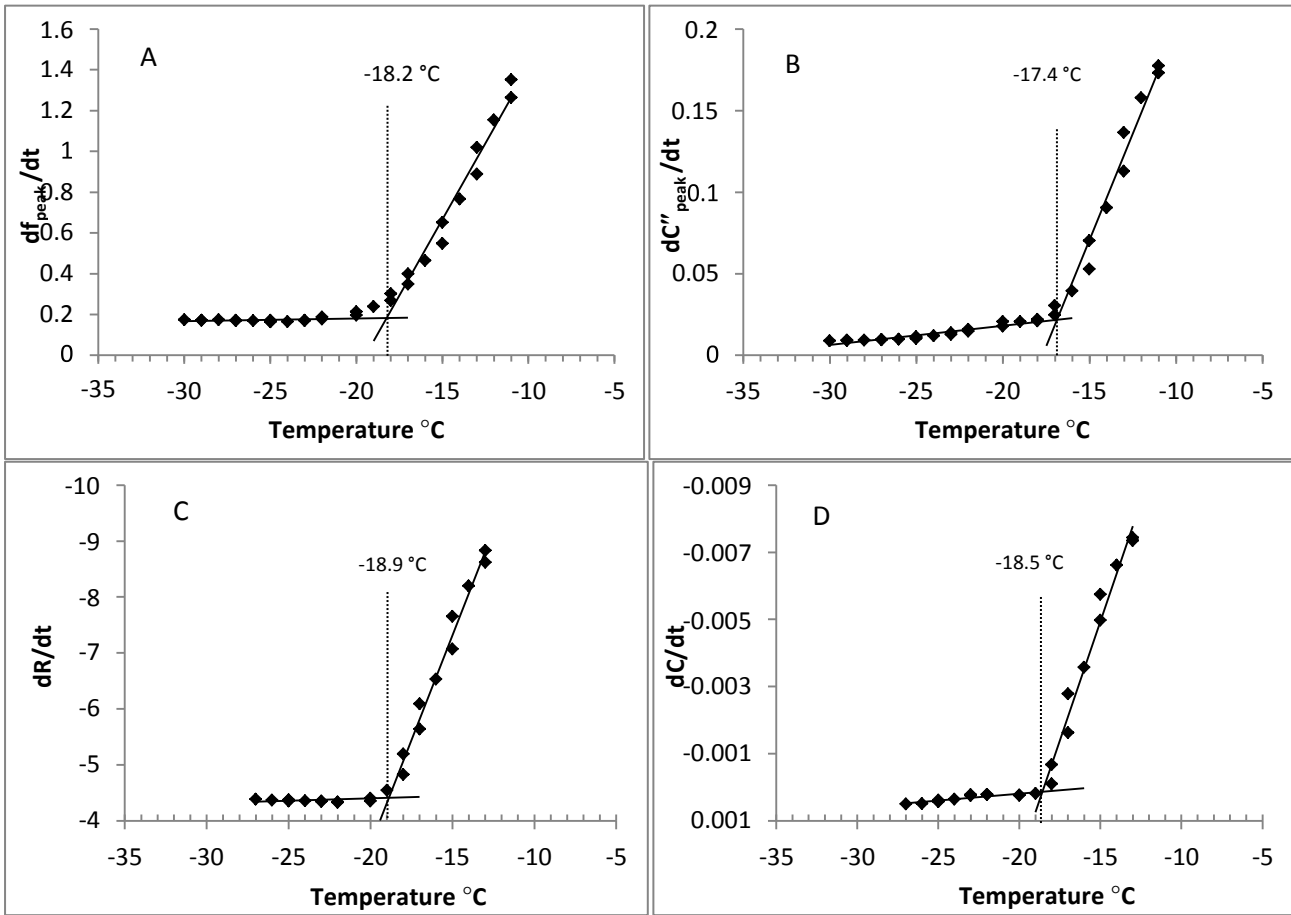 A
-18.2 °C
df_peak/dt
1.6
1.4
1.2
1
0.8
0.6
0.4
0.2
0
-35 -30 -25 -20 -15 -10 -5
Temperature °C
B
-17.4 °C
dC″_peak/dt
0.2
0.15
0.1
0.05
0
-35 -30 -25 -20 -15 -10 -5
Temperature °C
C
-18.9 °C
dR/dt
-10
-9
-8
-7
-6
-5
-4
-35 -30 -25 -20 -15 -10 -5
Temperature °C
D
-18.5 °C
dC/dt
-0.009
-0.007
-0.005
-0.003
-0.001
0.001
-35 -30 -25 -20 -15 -10 -5
Temperature °C